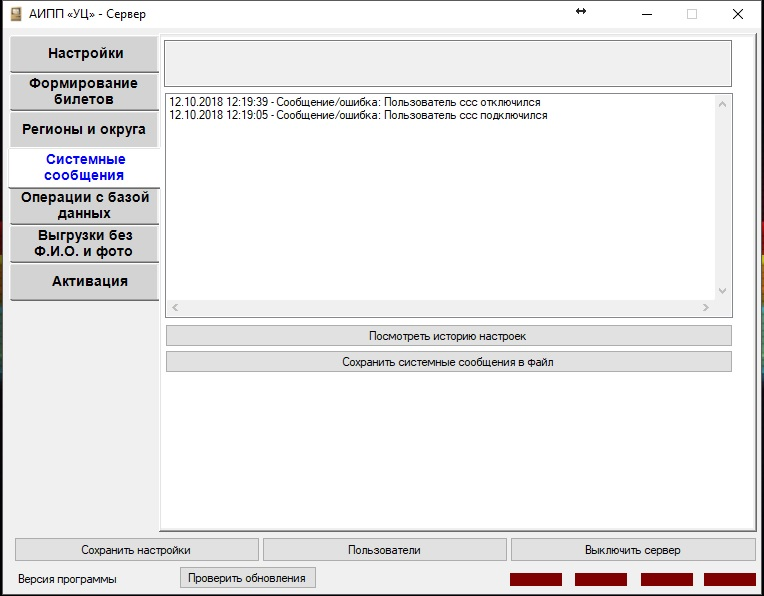 АИПП «УЦ» - Сервер
Настройки
Формирование
билетов
Регионы и округа
Системные
сообщения
Операции с базой
данных
Выгрузки без
Ф.И.О. и фото
Активация
12.10.2018 12:19:39 - Сообщение/ошибка: Пользователь ссс отключился
12.10.2018 12:19:05 - Сообщение/ошибка: Пользователь ссс подключился
Посмотреть историю настроек
Сохранить системные сообщения в файл
Сохранить настройки
Пользователи
Выключить сервер
Версия программы
Проверить обновления